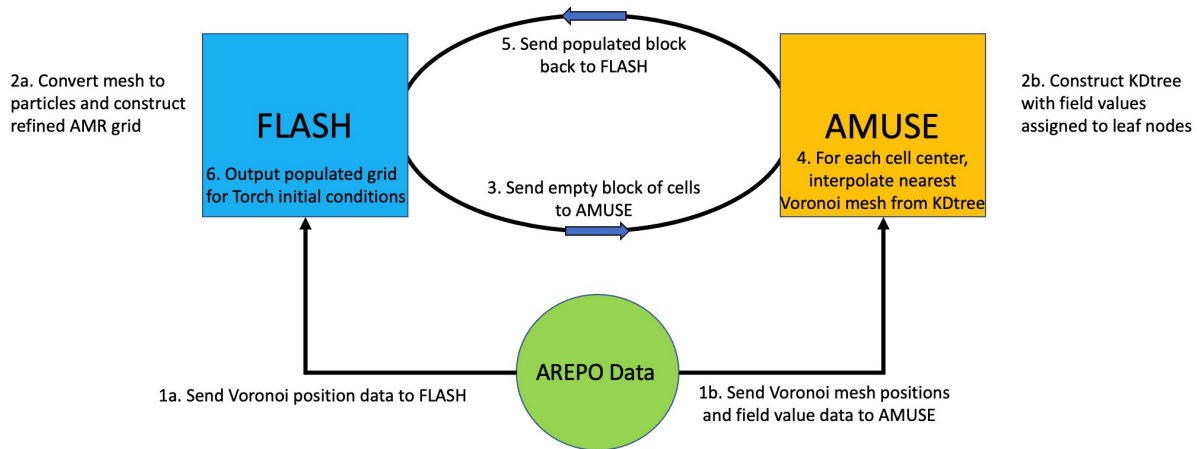 5. Send populated block
back to FLASH
2a. Convert mesh to
particles and construct
refined AMR grid
FLASH
6. Output populated grid
for Torch initial conditions
3. Send empty block of cells
to AMUSE
AMUSE
4. For each cell center,
interpolate nearest
Voronoi mesh from KDtree
2b. Construct KDtree
with field values
assigned to leaf nodes
AREPO Data
1a. Send Voronoi position data to FLASH
1b. Send Voronoi mesh positions
and field value data to AMUSE